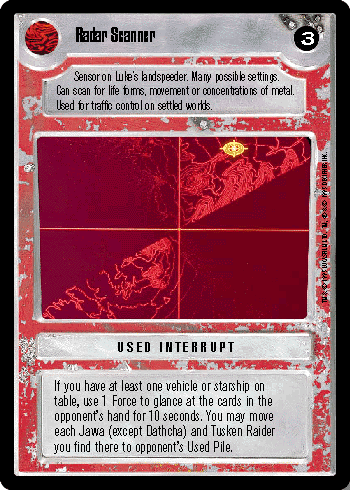 Radar Scanner
3
Sensor on Luke's landspeeder. Many possible settings.
Can scan for life forms, movement or concentrations of metal.
Used for traffic control on settled worlds.
USED INTERRUPT
If you have at least one vehicle or starship on
table, use 1 Force to glance at the cards in the
opponent's hand for 10 seconds. You may move
each Jawa (except Dathcha) and Tusken Raider
you find there to opponent's Used Pile.